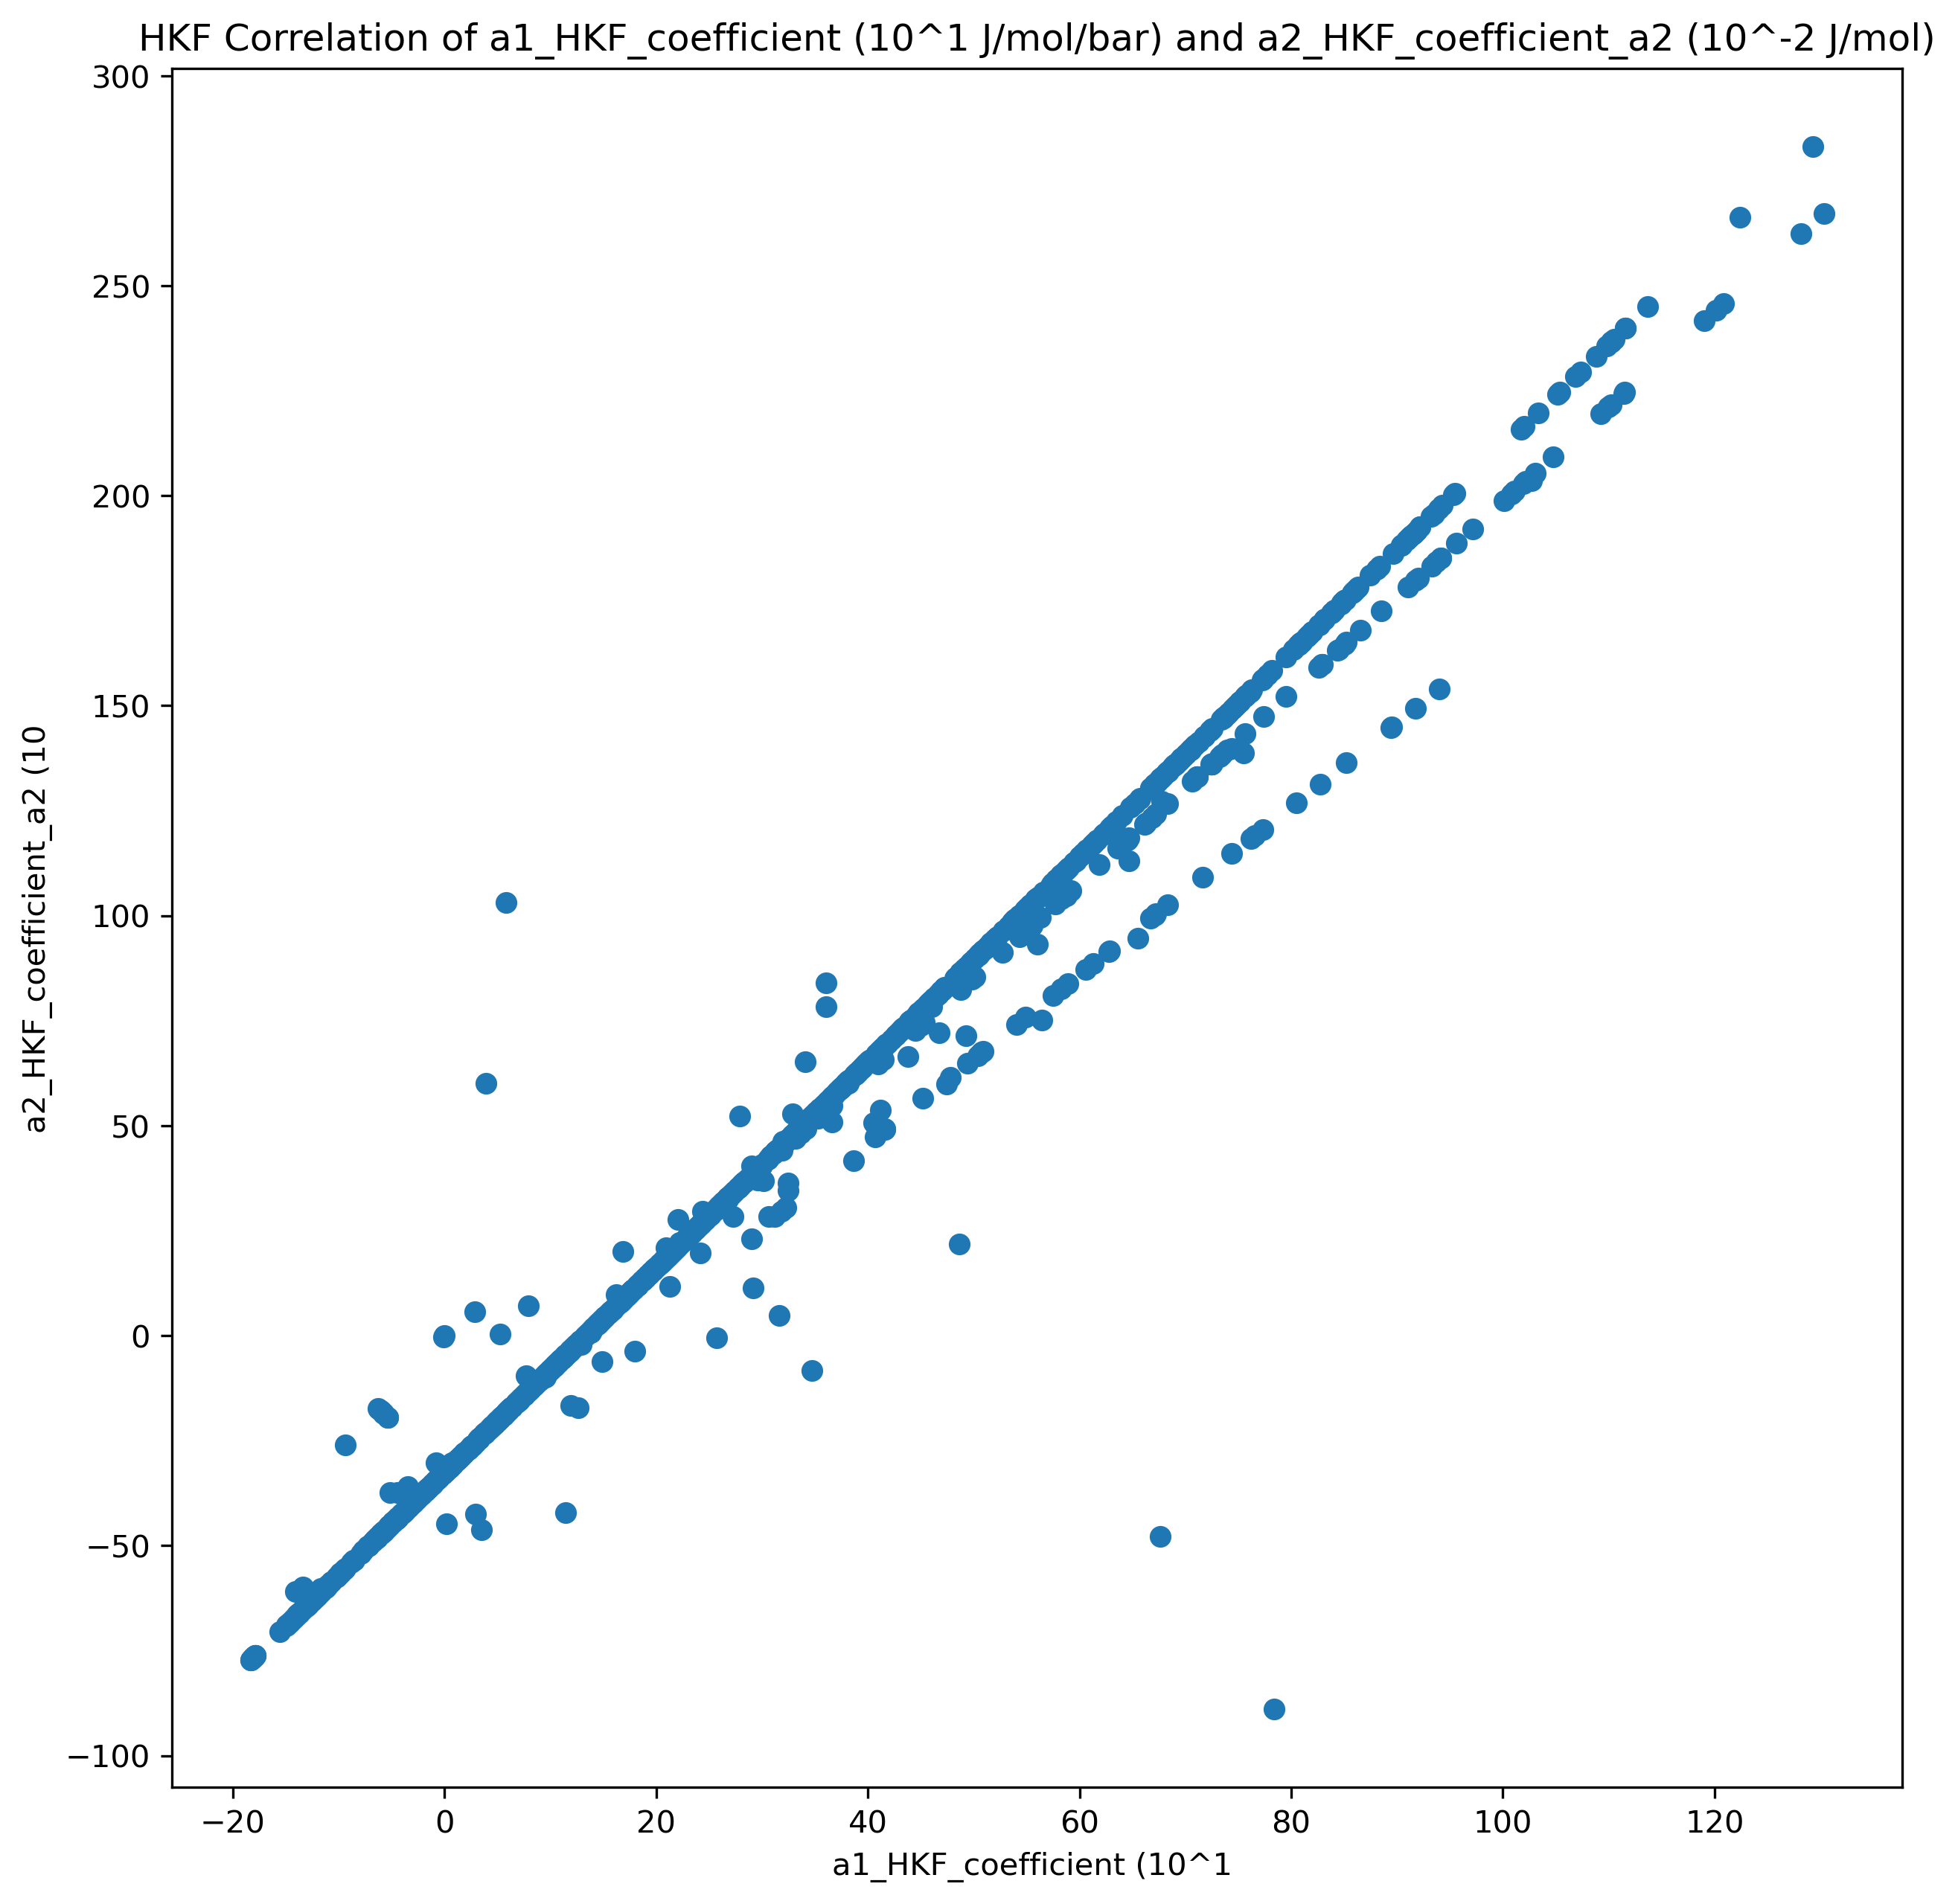 HKF Correlation of a1_HKF_coefficient (10^1 J/mol/bar) and a2_HKF_coefficient_a2 (10^-2 J/mol)
300
250
200
150
100
50
0
−50
−100
a2_HKF_coefficient_a2 (10
−20 0 20 40 60 80 100 120
a1_HKF_coefficient (10^1